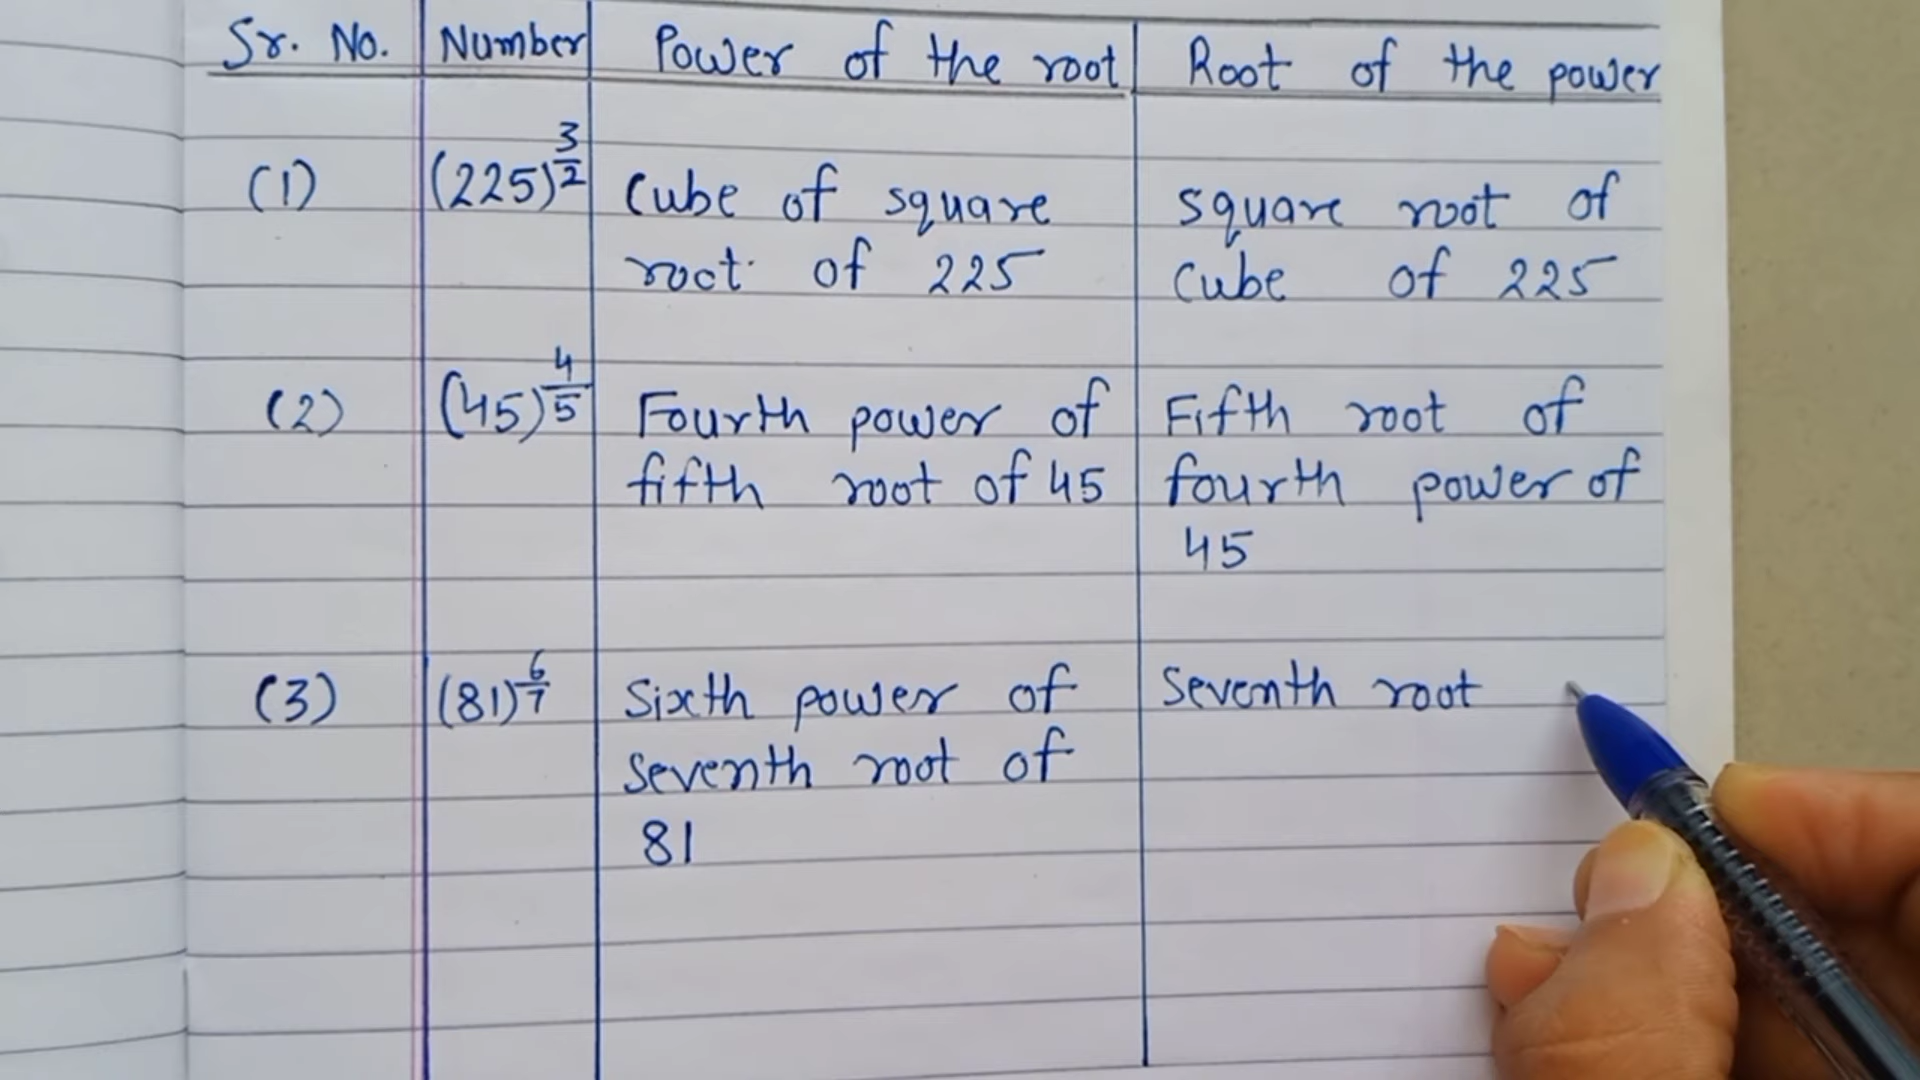 Sr. No. Number Power of the root Root of the power
(1) (225)^{3/2} Cube of square square root of
root of 225 cube of 225
(2) (45)^{4/5} Fourth power of Fifth root of
fifth root of 45 fourth power of
45
(3) (81)^{6/7} Sixth power of Seventh root
seventh root of
81